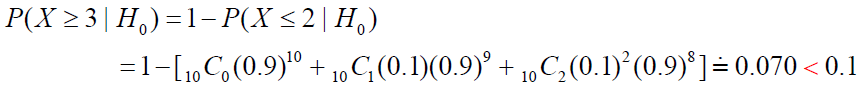 P(X ≥ 3 | H₀) = 1 − P(X ≤ 2 | H₀)
= 1 − [₁₀C₀(0.9)¹⁰ + ₁₀C₁(0.1)(0.9)⁹ + ₁₀C₂(0.1)²(0.9)⁸] ≐ 0.070 < 0.1